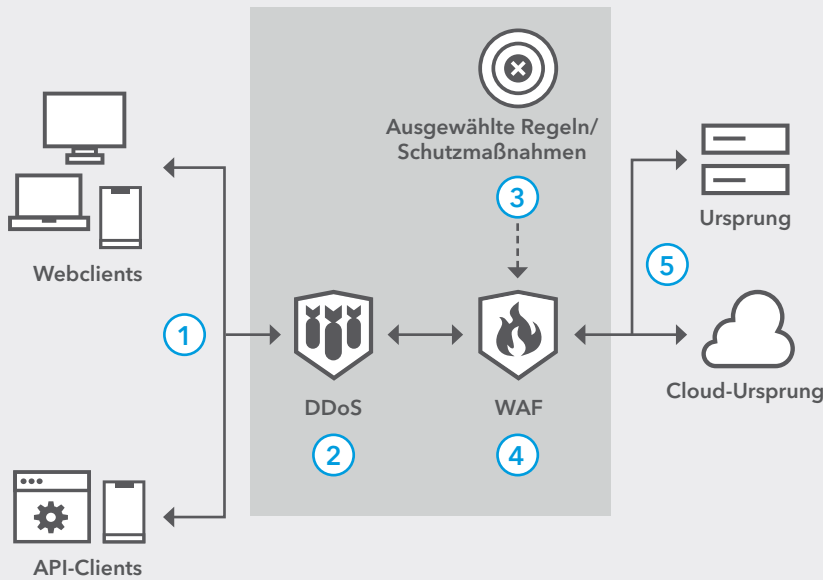 Ausgewählte Regeln/
Schutzmaßnahmen
3
Webclients
Ursprung
5
1
DDoS
WAF
Cloud-Ursprung
2
4
API-Clients